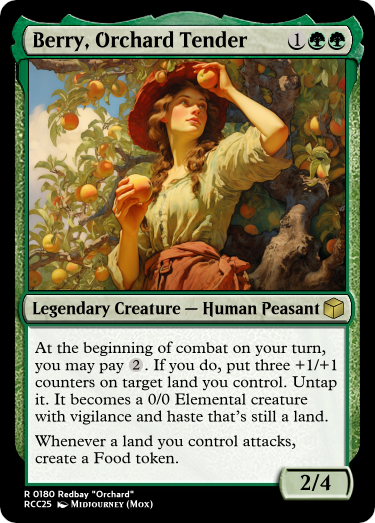 Berry, Orchard Tender 1
Legendary Creature — Human Peasant
At the beginning of combat on your turn,
you may pay 2. If you do, put three +1/+1
counters on target land you control. Untap
it. It becomes a 0/0 Elemental creature
with vigilance and haste that's still a land.
Whenever a land you control attacks,
create a Food token.
2/4
R 0180 Redbay "Orchard"
RCC25 Midjourney (Mox)